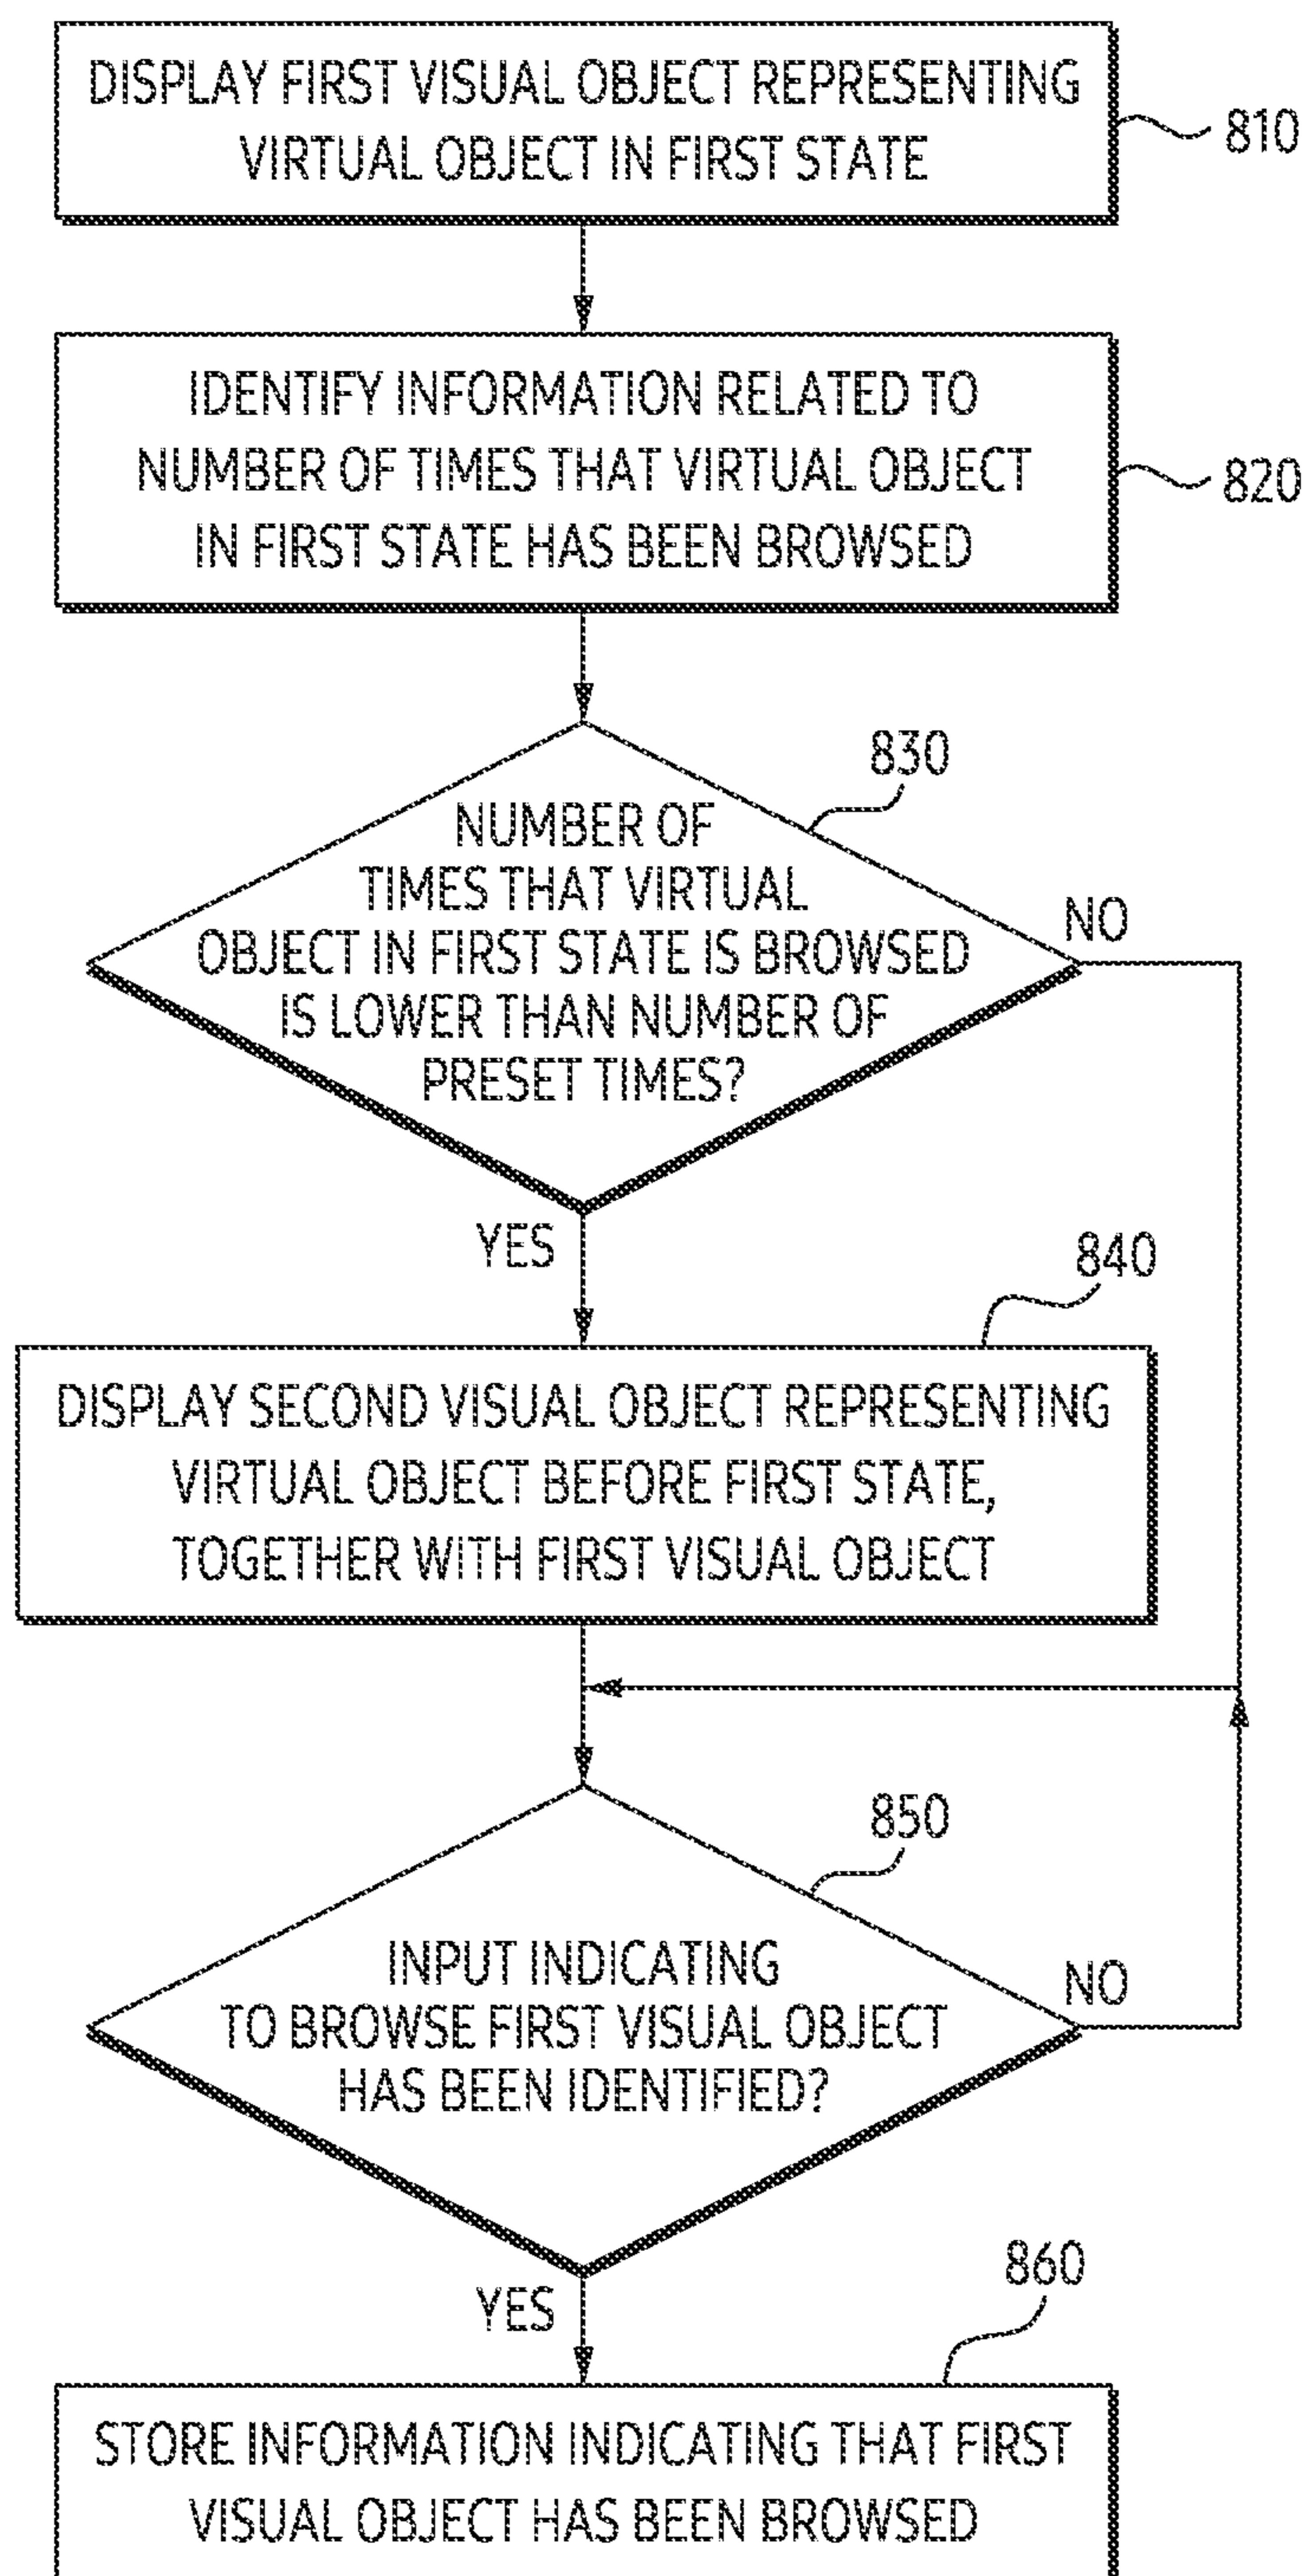 DISPLAY FIRST VISUAL OBJECT REPRESENTING
VIRTUAL OBJECT IN FIRST STATE
810
IDENTIFY INFORMATION RELATED TO
NUMBER OF TIMES THAT VIRTUAL OBJECT
IN FIRST STATE HAS BEEN BROWSED
820
830
NUMBER OF
TIMES THAT VIRTUAL
OBJECT IN FIRST STATE IS BROWSED
IS LOWER THAN NUMBER OF
PRESET TIMES?
NO
YES
840
DISPLAY SECOND VISUAL OBJECT REPRESENTING
VIRTUAL OBJECT BEFORE FIRST STATE,
TOGETHER WITH FIRST VISUAL OBJECT
850
INPUT INDICATING
TO BROWSE FIRST VISUAL OBJECT
HAS BEEN IDENTIFIED?
NO
YES
860
STORE INFORMATION INDICATING THAT FIRST
VISUAL OBJECT HAS BEEN BROWSED